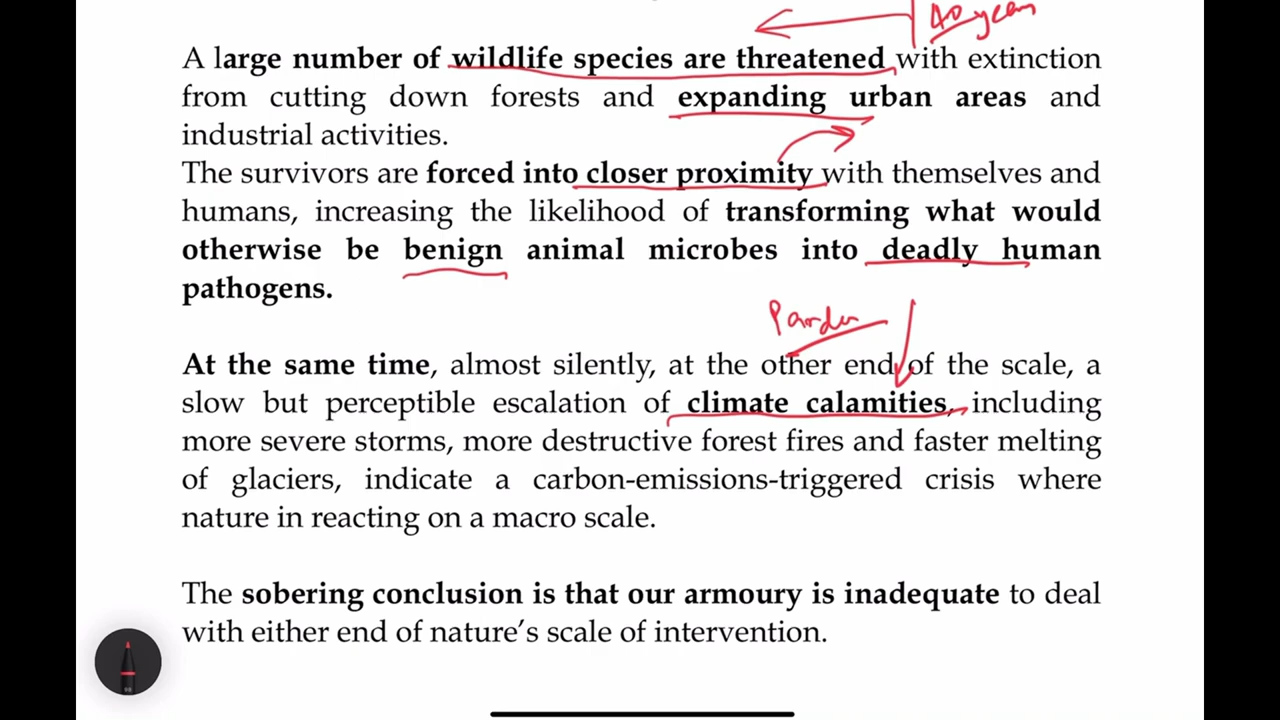 40 years
A large number of wildlife species are threatened with extinction
from cutting down forests and expanding urban areas and
industrial activities.
The survivors are forced into closer proximity with themselves and
humans, increasing the likelihood of transforming what would
otherwise be benign animal microbes into deadly human
pathogens.
At the same time, almost silently, at the other end of the scale, a
slow but perceptible escalation of climate calamities, including
more severe storms, more destructive forest fires and faster melting
of glaciers, indicate a carbon-emissions-triggered crisis where
nature in reacting on a macro scale.
The sobering conclusion is that our armoury is inadequate to deal
with either end of nature's scale of intervention.